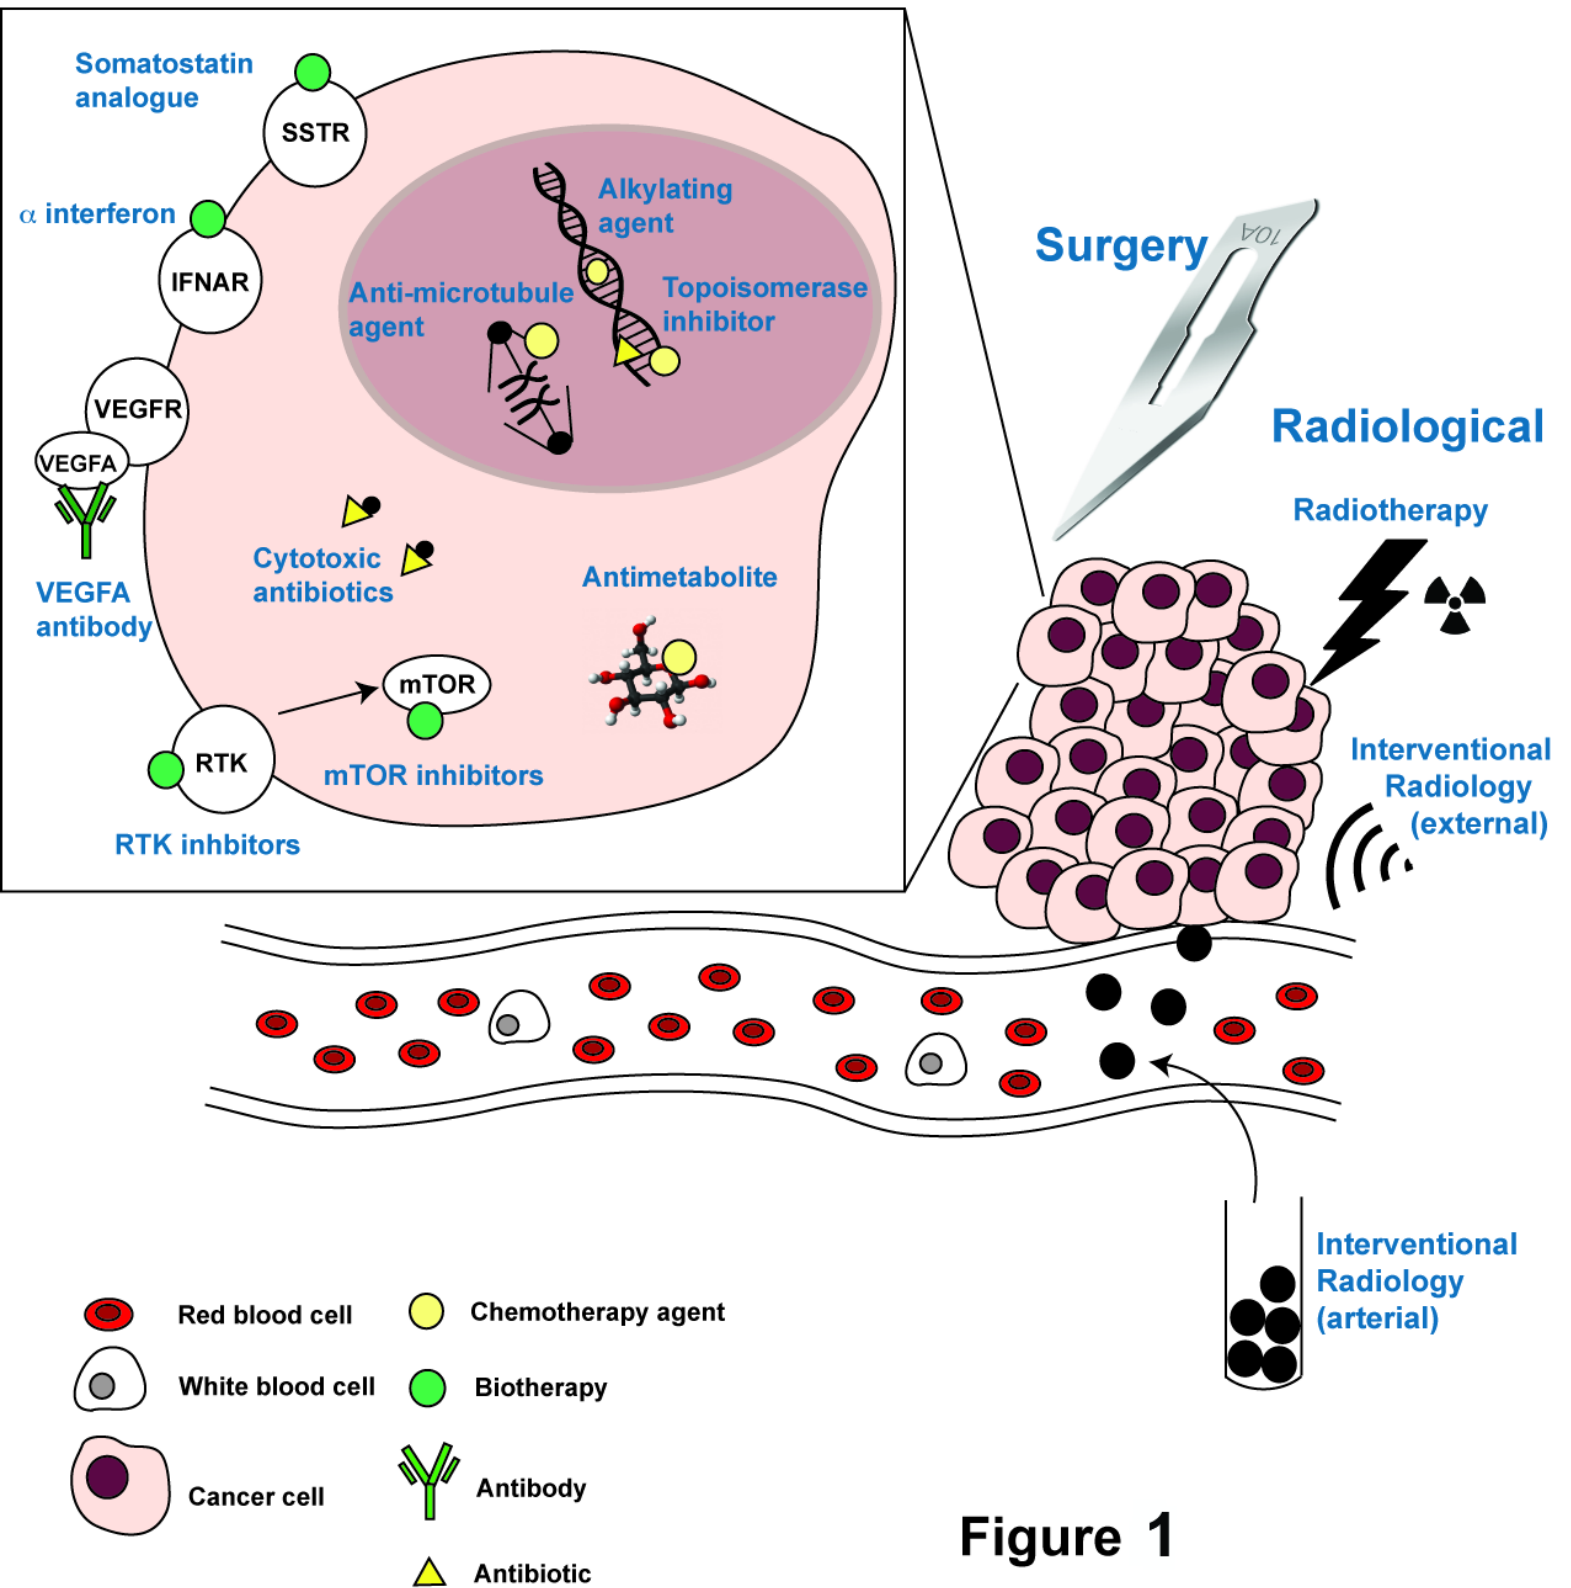 Somatostatin
analogue
SSTR
α interferon
IFNAR
VEGFR
VEGFA
VEGFA
antibody
Alkylating
agent
Anti-microtubule
agent
Topoisomerase
inhibitor
Cytotoxic
antibiotics
Antimetabolite
mTOR
mTOR inhibitors
RTK
RTK inhbitors
Surgery
10A
Radiological
Radiotherapy
Interventional
Radiology
(external)
Interventional
Radiology
(arterial)
Red blood cell
White blood cell
Cancer cell
Chemotherapy agent
Biotherapy
Antibody
Antibiotic
Figure 1